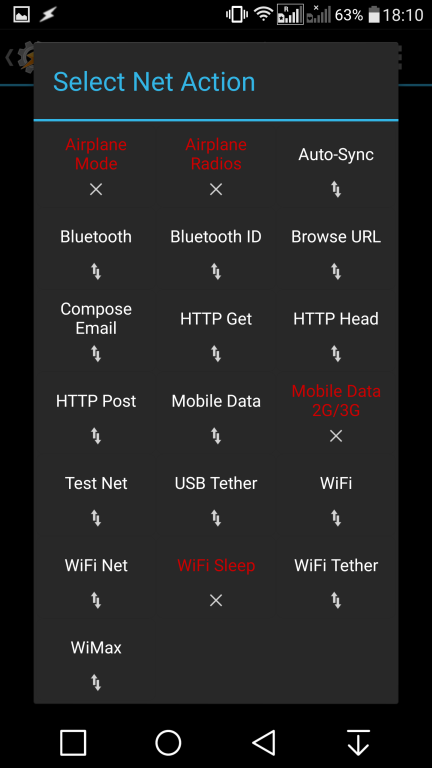 63% 18:10
Select Net Action
Airplane Airplane Auto-Sync
Mode Radios
Bluetooth Bluetooth ID Browse URL
Compose HTTP Get HTTP Head
Email
HTTP Post Mobile Data Mobile Data
2G/3G
Test Net USB Tether WiFi
WiFi Net WiFi Sleep WiFi Tether
WiMax